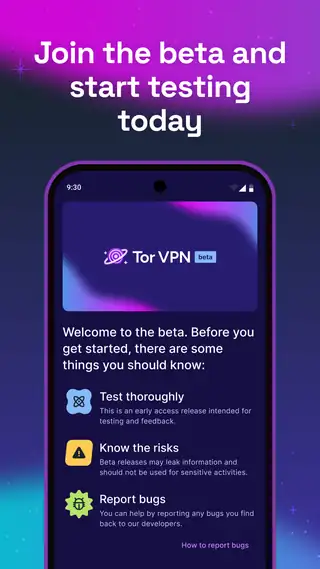 Join the beta and
start testing
today
9:30
Tor VPN beta
Welcome to the beta. Before you
get started, there are some
things you should know:
Test thoroughly
This is an early access release intended for
testing and feedback.
Know the risks
Beta releases may leak information and
should not be used for sensitive activities.
Report bugs
You can help by reporting any bugs you find
back to our developers.
How to report bugs